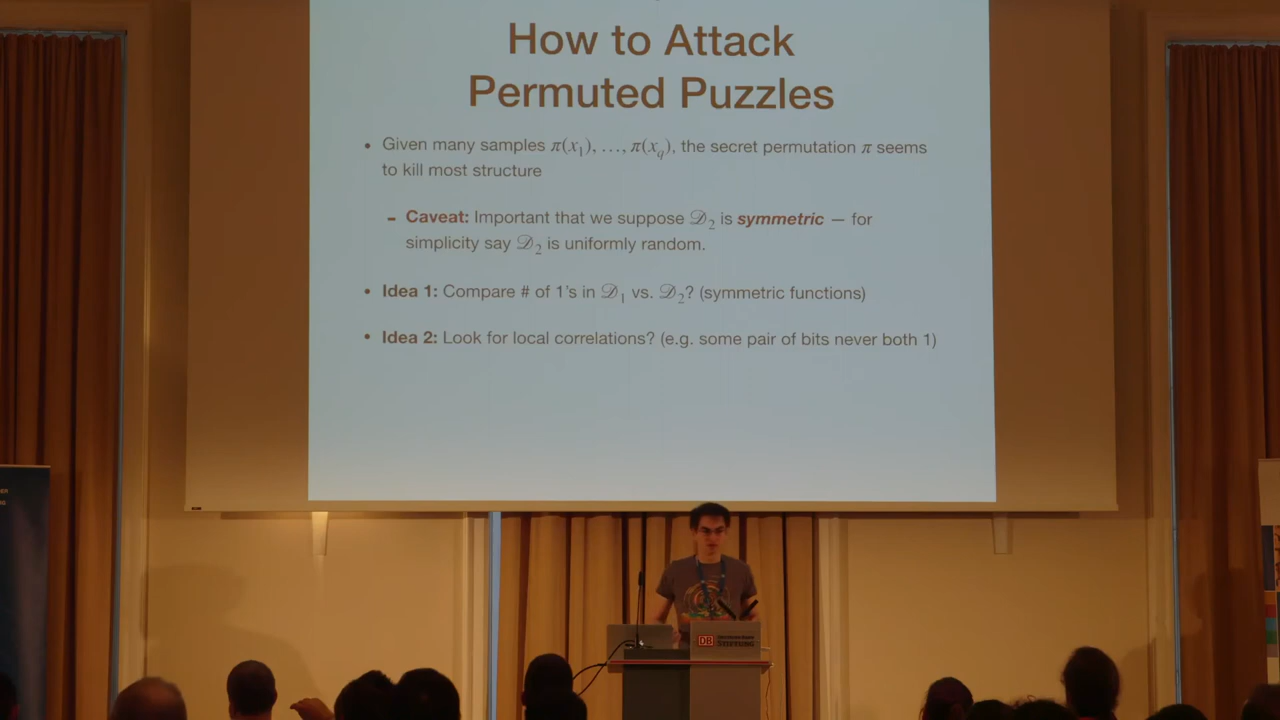 How to Attack
Permuted Puzzles
• Given many samples π(x₁), …, π(x_q), the secret permutation π seems
to kill most structure
– Caveat: Important that we suppose 𝒟₂ is symmetric — for
simplicity say 𝒟₂ is uniformly random.
• Idea 1: Compare # of 1's in 𝒟₁ vs. 𝒟₂? (symmetric functions)
• Idea 2: Look for local correlations? (e.g. some pair of bits never both 1)
DB
STIFTUNG